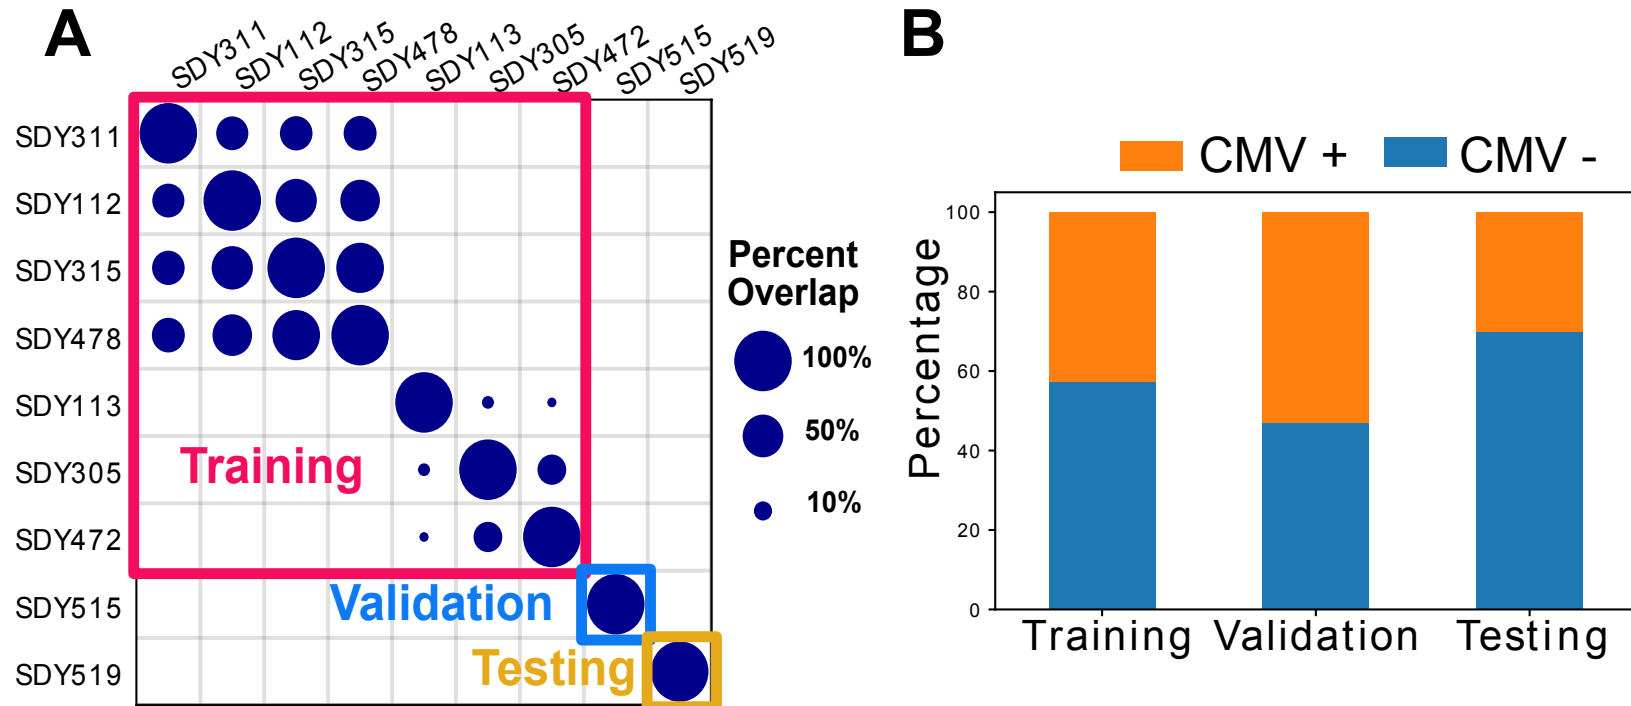 A
SDY311 SDY112 SDY315 SDY478 SDY113 SDY305 SDY472 SDY515 SDY519
SDY311
SDY112
SDY315
SDY478
SDY113
SDY305
SDY472
SDY515
SDY519
Training
Validation
Testing
Percent
Overlap
100%
50%
10%
B
CMV + CMV -
Percentage
100
80
60
40
20
0
Training Validation Testing